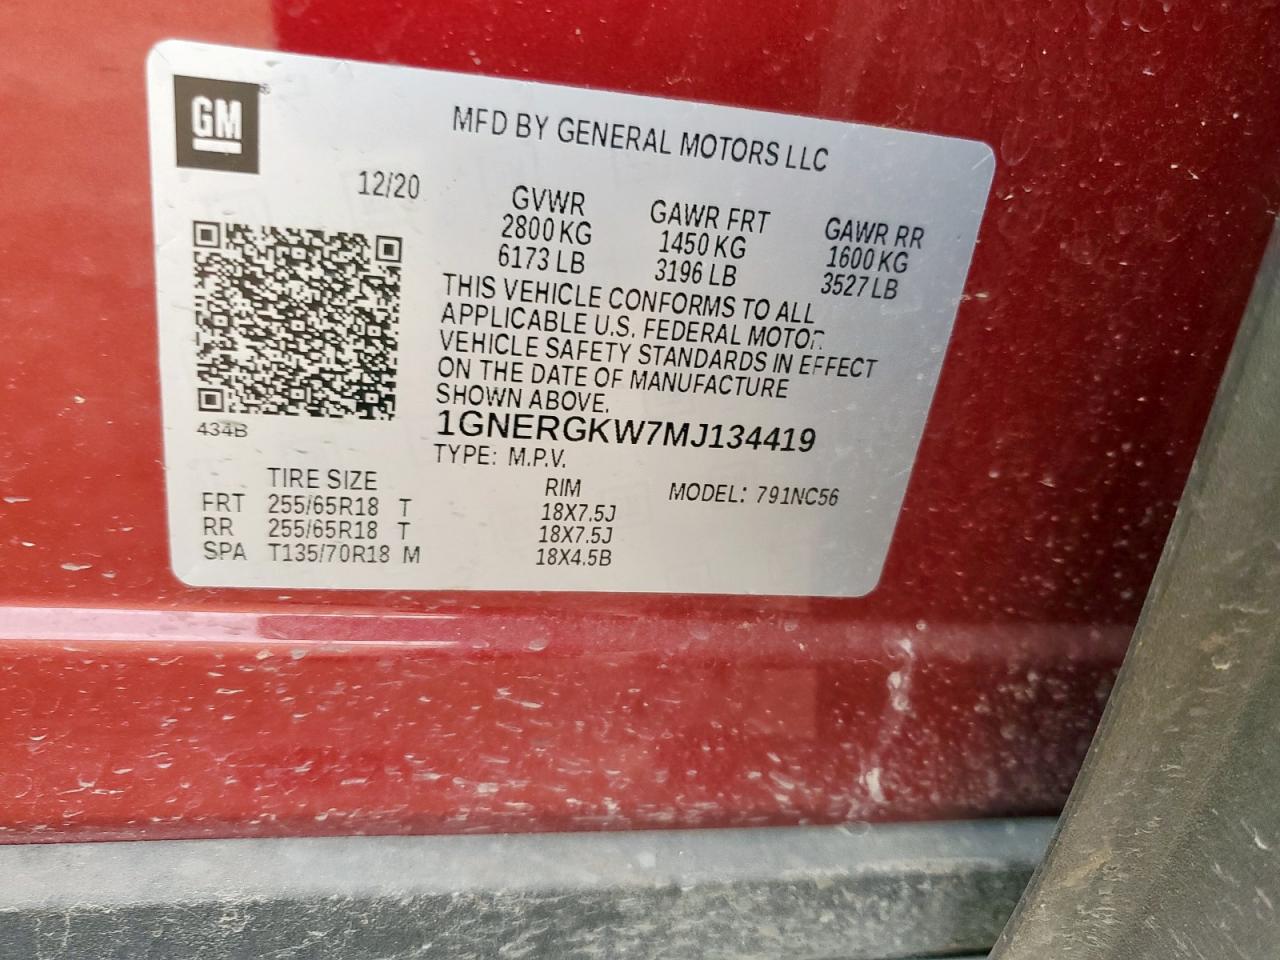 GM
MFD BY GENERAL MOTORS LLC
12/20
GVWR GAWR FRT GAWR RR
2800 KG 1450 KG 1600 KG
6173 LB 3196 LB 3527 LB
THIS VEHICLE CONFORMS TO ALL
APPLICABLE U.S. FEDERAL MOTOR
VEHICLE SAFETY STANDARDS IN EFFECT
ON THE DATE OF MANUFACTURE
SHOWN ABOVE.
434B
1GNERGKW7MJ134419
TYPE: M.P.V.
TIRE SIZE RIM MODEL: 791NC56
FRT 255/65R18 T 18X7.5J
RR 255/65R18 T 18X7.5J
SPA T135/70R18 M 18X4.5B